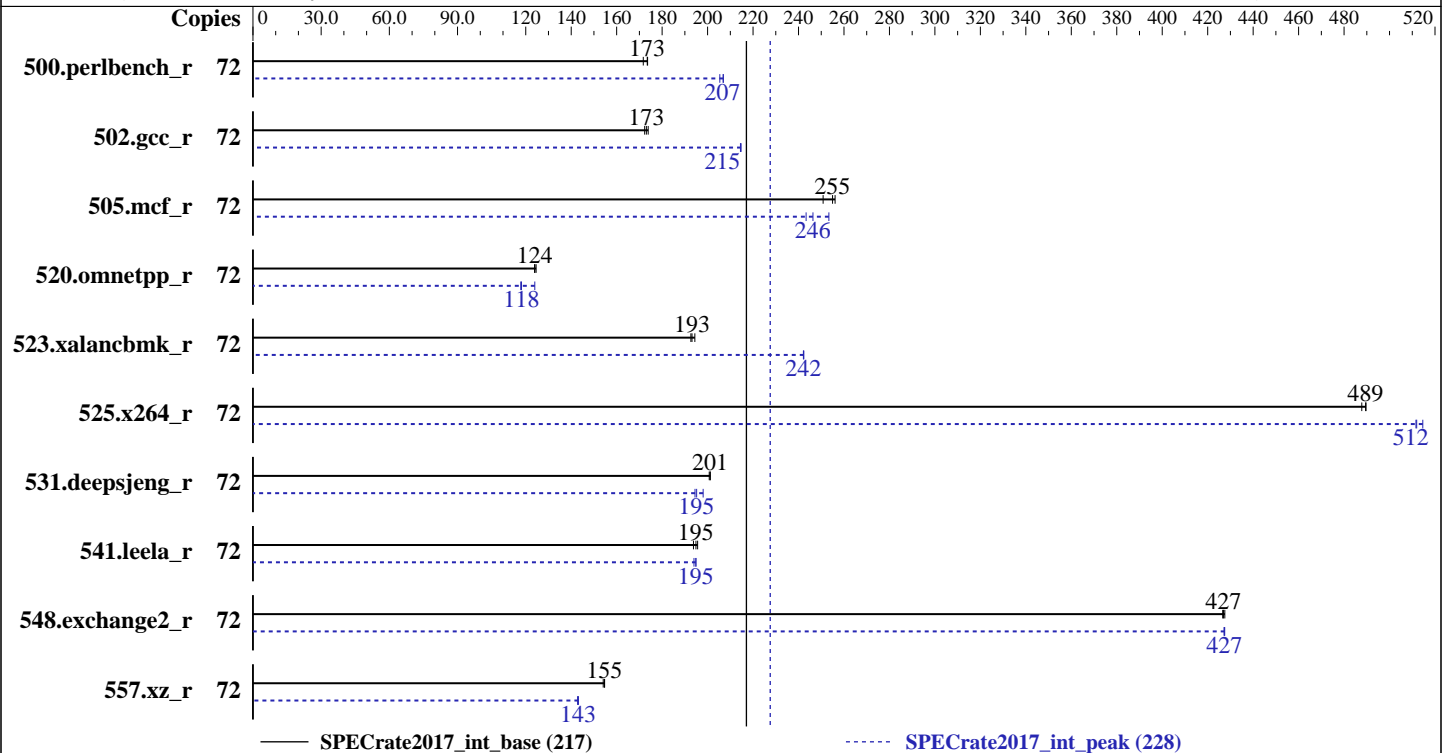 Copies 0 30.0 60.0 90.0 120 140 160 180 200 220 240 260 280 300 320 340 360 380 400 420 440 460 480 520
173
500.perlbench_r 72
207
173
502.gcc_r 72
215
255
505.mcf_r 72
246
124
520.omnetpp_r 72
118
193
523.xalancbmk_r 72
242
489
525.x264_r 72
512
201
531.deepsjeng_r 72
195
195
541.leela_r 72
195
427
548.exchange2_r 72
427
155
557.xz_r 72
143
SPECrate2017_int_base (217) SPECrate2017_int_peak (228)